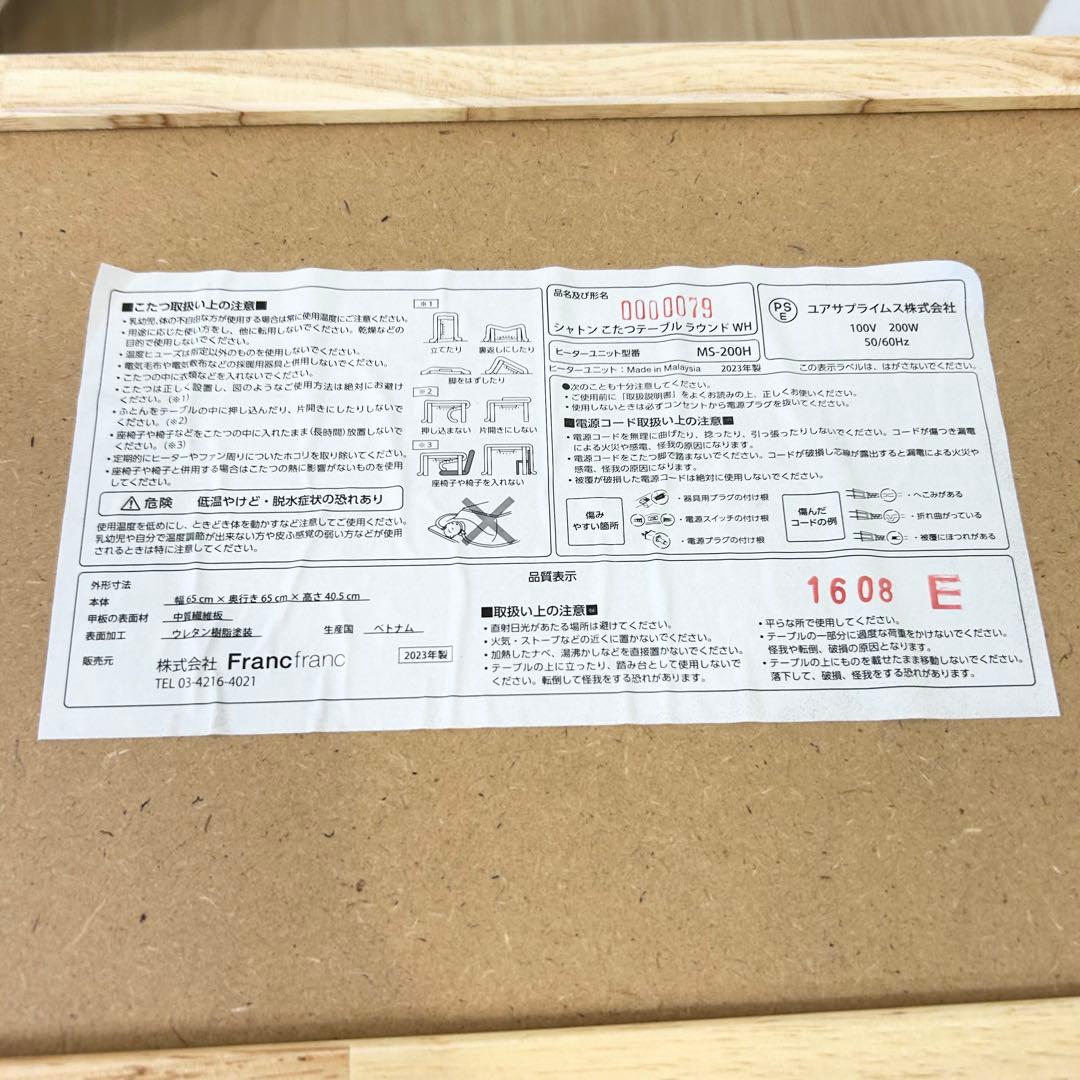 ■こたつ取扱い上の注意■
・乳幼児、体の不自由な方が使用する場合は常に使用温度にご注意ください。
・用途に応じた使い方をし、他に転用しないでください。乾燥などの
目的で使用しないでください。
・温度ヒューズは指定以外のものを使用しないでください。
・電気毛布や電気敷布などの採暖用器具と併用しないでください。
・こたつの中に衣類などを入れないでください。
・こたつは正しく設置し、図のようなご使用方法は絶対にお避け
ください。(※1)
・ふとんをテーブルの中に押し込んだり、片開きにしたりしないで
ください。(※2)
・座椅子や椅子などをこたつの中に入れたまま(長時間)放置しないで
ください。(※3)
・定期的にヒーターやファン周りについたホコリを取り除いてください。
・座椅子や椅子と併用する場合はこたつの熱に影響がないものを使用
してください。
危険 低温やけど・脱水症状の恐れあり
使用温度を低めにし、ときどき体を動かすなど注意してご使用ください。
乳幼児や自分で温度調節が出来ない方や皮ふ感覚の弱い方などが使用
されるときは特に注意してください。
※1
立てたり 裏返しにしたり
脚をはずしたり
※2
押し込まない 片開きにしない
※3
座椅子や椅子を入れない
品名及び形名
0000079
シャトン こたつテーブル ラウンド WH
ヒーターユニット型番 MS-200H
ヒーターユニット:Made in Malaysia 2023年製
PS
E
ユアサプライムス株式会社
100V 200W
50/60Hz
この表示ラベルは、はがさないでください。
●次のことも十分注意してください。
・ご使用前に「取扱説明書」をよくお読みの上、正しくお使いください。
・使用しないときは必ずコンセントから電源プラグを抜いてください。
■電源コード取扱い上の注意■
・電源コードを無理に曲げたり、捻ったり、引っ張ったりしないでください。コードが傷つき漏電
による火災や感電、怪我の原因になります。
・電源コードをこたつ脚で踏まないでください。コードが破損し芯線が露出すると漏電による火災や
感電、怪我の原因になります。
・被覆が破損した電源コードは絶対に使用しないでください。
傷み
やすい箇所
・器具用プラグの付け根
・電源スイッチの付け根
・電源プラグの付け根
傷んだ
コードの例
・へこみがある
・折れ曲がっている
・被覆にほつれがある
品質表示
外形寸法
本体 幅 65 cm × 奥行き 65 cm × 高さ 40.5 cm
甲板の表面材 中質繊維板
表面加工 ウレタン樹脂塗装 生産国 ベトナム
販売元 株式会社 Francfranc 2023年製
TEL 03-4216-4021
■取扱い上の注意■
・直射日光があたる場所は避けてください。
・火気・ストーブなどの近くに置かないでください。
・加熱したナベ、湯沸かしなどを直接置かないでください。
・テーブルの上に立ったり、踏み台として使用しないで
ください。転倒して怪我をする恐れがあります。
1608 E
・平らな所で使用してください。
・テーブルの一部分に過度な荷重をかけないでください。
怪我や転倒、破損の原因となります。
・テーブルの上にものを載せたまま移動しないでください。
落下して、破損、怪我をする恐れがあります。